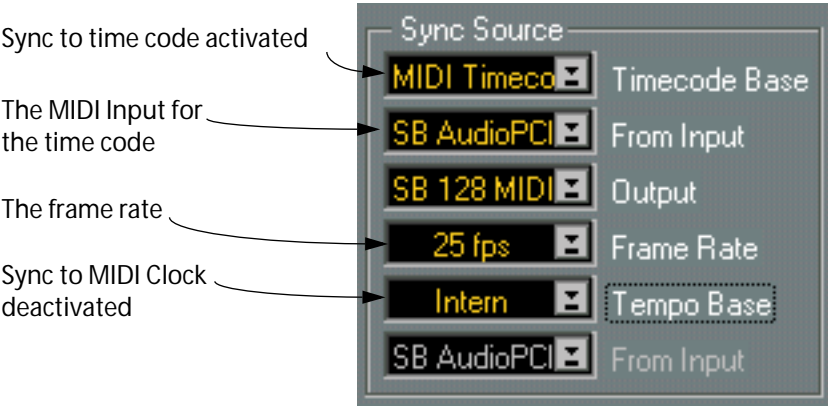 Sync to time code activated
The MIDI Input for
the time code
The frame rate
Sync to MIDI Clock
deactivated
Sync Source
MIDI Timeco Timecode Base
SB AudioPCI From Input
SB 128 MIDI Output
25 fps Frame Rate
Intern Tempo Base
SB AudioPCI From Input